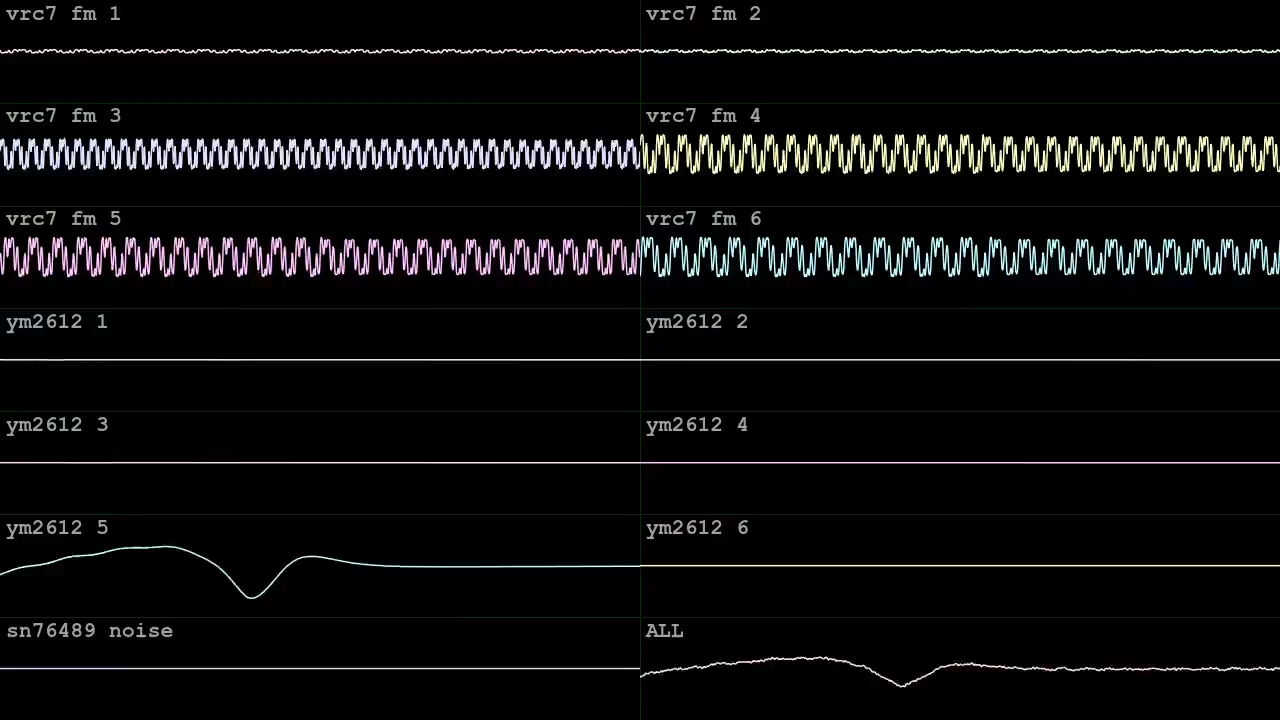 vrc7 fm 1
vrc7 fm 2
vrc7 fm 3
vrc7 fm 4
vrc7 fm 5
vrc7 fm 6
ym2612 1
ym2612 2
ym2612 3
ym2612 4
ym2612 5
ym2612 6
sn76489 noise
ALL